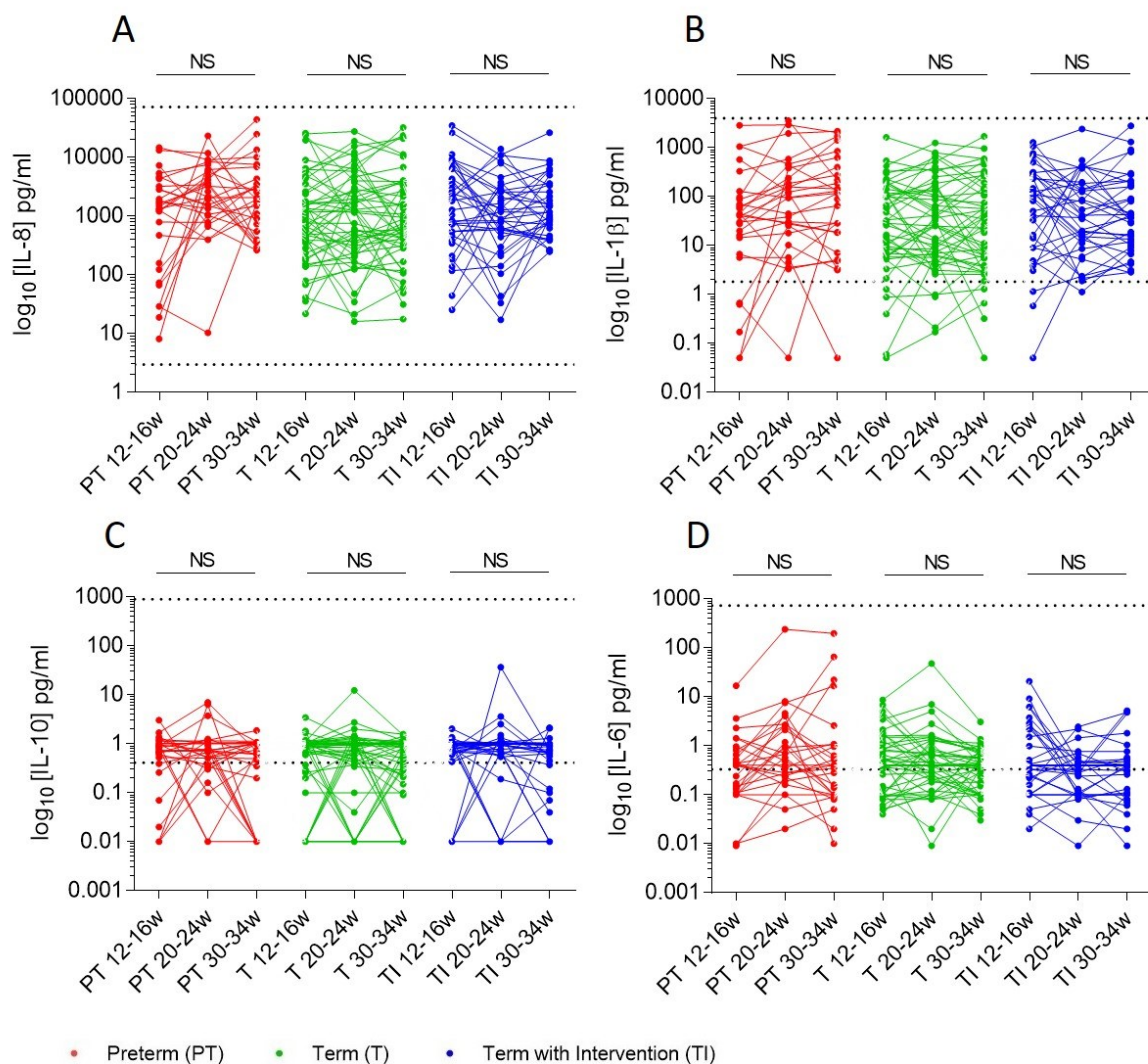 A
NS
NS
NS
log10 [IL-8] pg/ml
100000
10000
1000
100
10
1
PT 12-16w
PT 20-24w
PT 30-34w
T 12-16w
T 20-24w
T 30-34w
TI 12-16w
TI 20-24w
TI 30-34w
B
NS
NS
NS
log10 [IL-1β] pg/ml
10000
1000
100
10
1
0.1
0.01
PT 12-16w
PT 20-24w
PT 30-34w
T 12-16w
T 20-24w
T 30-34w
TI 12-16w
TI 20-24w
TI 30-34w
C
NS
NS
NS
log10 [IL-10] pg/ml
1000
100
10
1
0.1
0.01
0.001
PT 12-16w
PT 20-24w
PT 30-34w
T 12-16w
T 20-24w
T 30-34w
TI 12-16w
TI 20-24w
TI 30-34w
D
NS
NS
NS
log10 [IL-6] pg/ml
1000
100
10
1
0.1
0.01
0.001
PT 12-16w
PT 20-24w
PT 30-34w
T 12-16w
T 20-24w
T 30-34w
TI 12-16w
TI 20-24w
TI 30-34w
Preterm (PT)
Term (T)
Term with Intervention (TI)